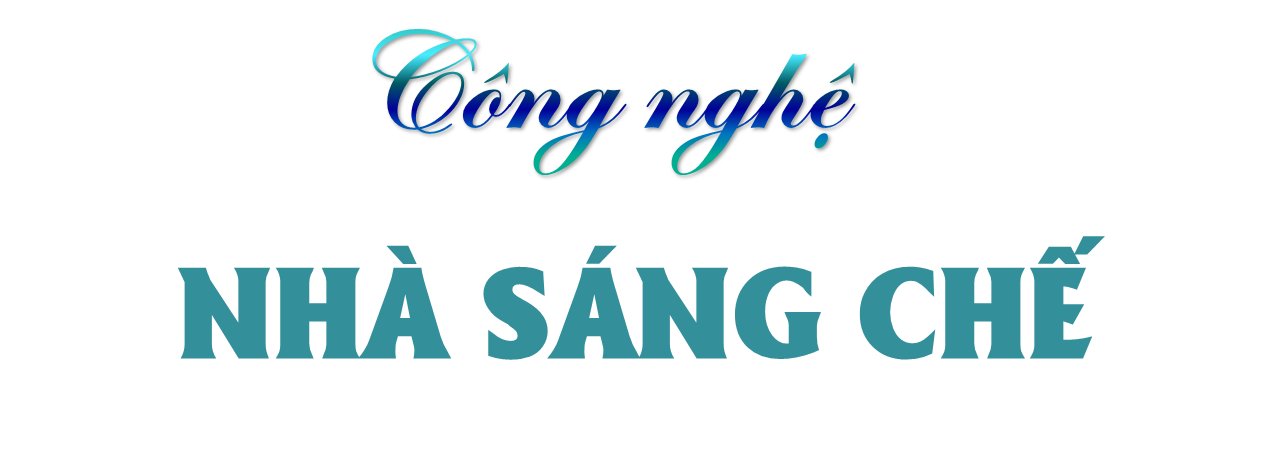 Công nghệ
NHÀ SÁNG CHẾ